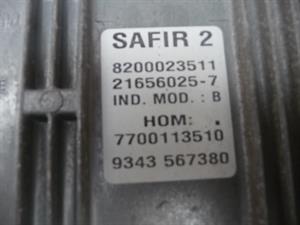 SAFIR 2
8200023511
21656025-7
IND. MOD. : B
HOM: .
7700113510
9343 567380